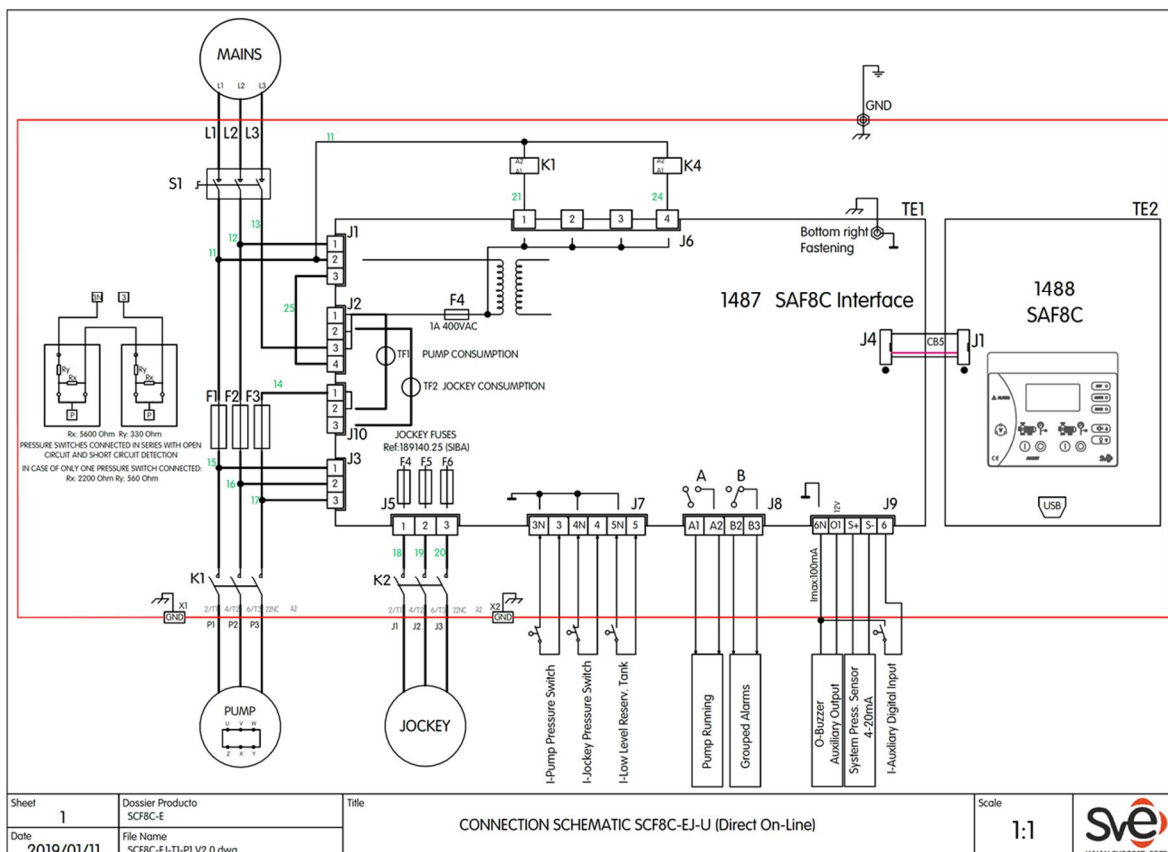 MAINS
L1 L2 L3
GND
L1 L2 L3
11
A2
A1
K1
A2
A1
K4
S1
21
24
13
12
11
1 2 3 4
J6
TE1
TE2
Bottom right
Fastening
J1
1
2
3
25
J2
1
2
3
4
F4
1A 400VAC
1487 SAF8C Interface
1488
SAF8C
J4
CB5
J1
3N 3
TF1 PUMP CONSUMPTION
TF2 JOCKEY CONSUMPTION
Ry
Rx
P
Ry
Rx
P
14
F1 F2 F3
1
2
3
J10
Rx: 5600 Ohm Ry: 330 Ohm
PRESSURE SWITCHES CONNECTED IN SERIES WITH OPEN
CIRCUIT AND SHORT CIRCUIT DETECTION
IN CASE OF ONLY ONE PRESSURE SWITCH CONNECTED:
Rx: 2200 Ohm Ry: 560 Ohm
JOCKEY FUSES
Ref:189140.25 (SIBA)
F4 F5 F6
15
16
17
J3
1
2
3
J5
1 2 3
18 19 20
J7
3N 3 4N 4 5N 5
A B
J8
A1 A2 B2 B3
12V
J9
6N O1 S+ S- 6
Imax:100mA
USB
K1
2/T1 4/T2 6/T3 22NC A2
X1
GND
P1 P2 P3
K2
2/T1 4/T2 6/T3 22NC A2
X2
GND
J1 J2 J3
PUMP
U V W
Z X Y
JOCKEY
I-Pump Pressure Switch
I-Jockey Pressure Switch
I-Low Level Reserv. Tank
Pump Running
Grouped Alarms
O-Buzzer
Auxiliary Output
System Press. Sensor
4-20mA
I-Auxliary Digital Input
Sheet
1
Dossier Producto
SCF8C-E
Title
CONNECTION SCHEMATIC SCF8C-EJ-U (Direct On-Line)
Scale
1:1
sve
Date
2019/01/11
File Name
SCF8C-EJ-T1-P1 V2.0.dwg